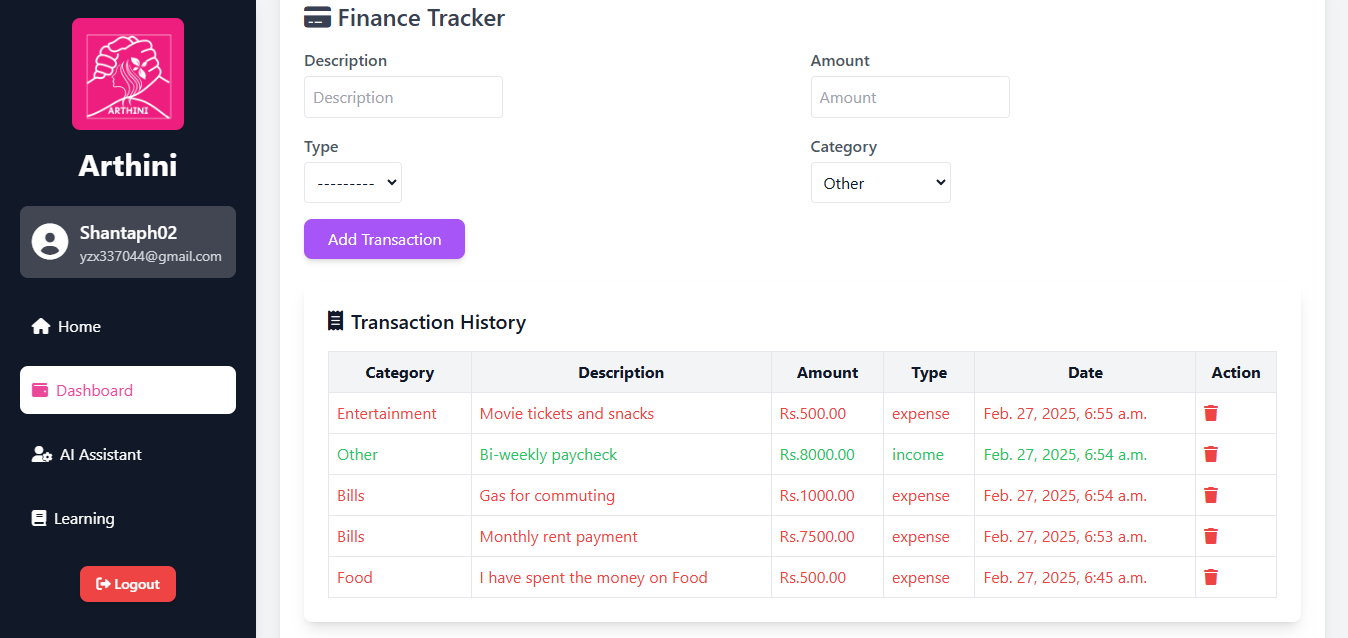 ARTHINI
Arthini
Shantaph02
yzx337044@gmail.com
Home
Dashboard
AI Assistant
Learning
Logout
Finance Tracker
Description Amount
Description Amount
Type Category
--------- Other
Add Transaction
Transaction History
Category Description Amount Type Date Action
Entertainment Movie tickets and snacks Rs.500.00 expense Feb. 27, 2025, 6:55 a.m.
Other Bi-weekly paycheck Rs.8000.00 income Feb. 27, 2025, 6:54 a.m.
Bills Gas for commuting Rs.1000.00 expense Feb. 27, 2025, 6:54 a.m.
Bills Monthly rent payment Rs.7500.00 expense Feb. 27, 2025, 6:53 a.m.
Food I have spent the money on Food Rs.500.00 expense Feb. 27, 2025, 6:45 a.m.